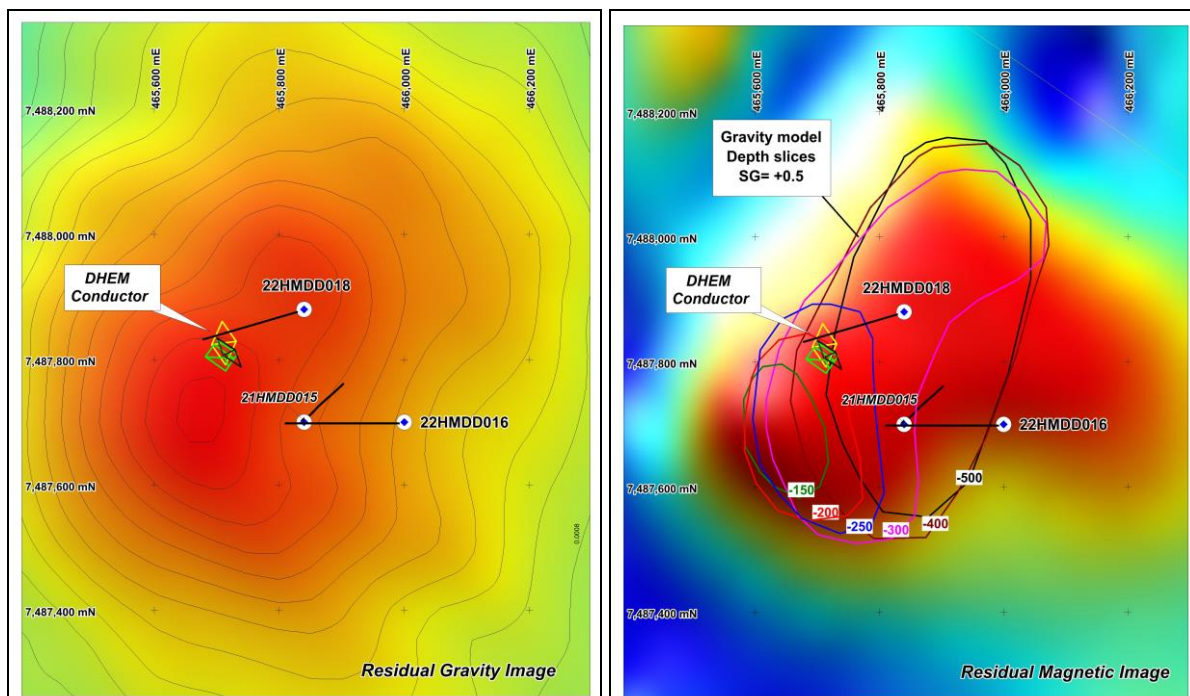 465,600 mE
465,800 mE
466,000 mE
466,200 mE
7,488,200 mN
7,488,000 mN
DHEM
Conductor
22HMDD018
7,487,800 mN
21HMDD015
22HMDD016
7,487,600 mN
0.0008
7,487,400 mN
Residual Gravity Image
465,600 mE
465,800 mE
466,000 mE
466,200 mE
7,488,200 mN
Gravity model
Depth slices
SG= +0.5
7,488,000 mN
DHEM
Conductor
22HMDD018
7,487,800 mN
21HMDD015
22HMDD016
-500
7,487,600 mN
-150
-200
-250
-300
-400
7,487,400 mN
Residual Magnetic Image